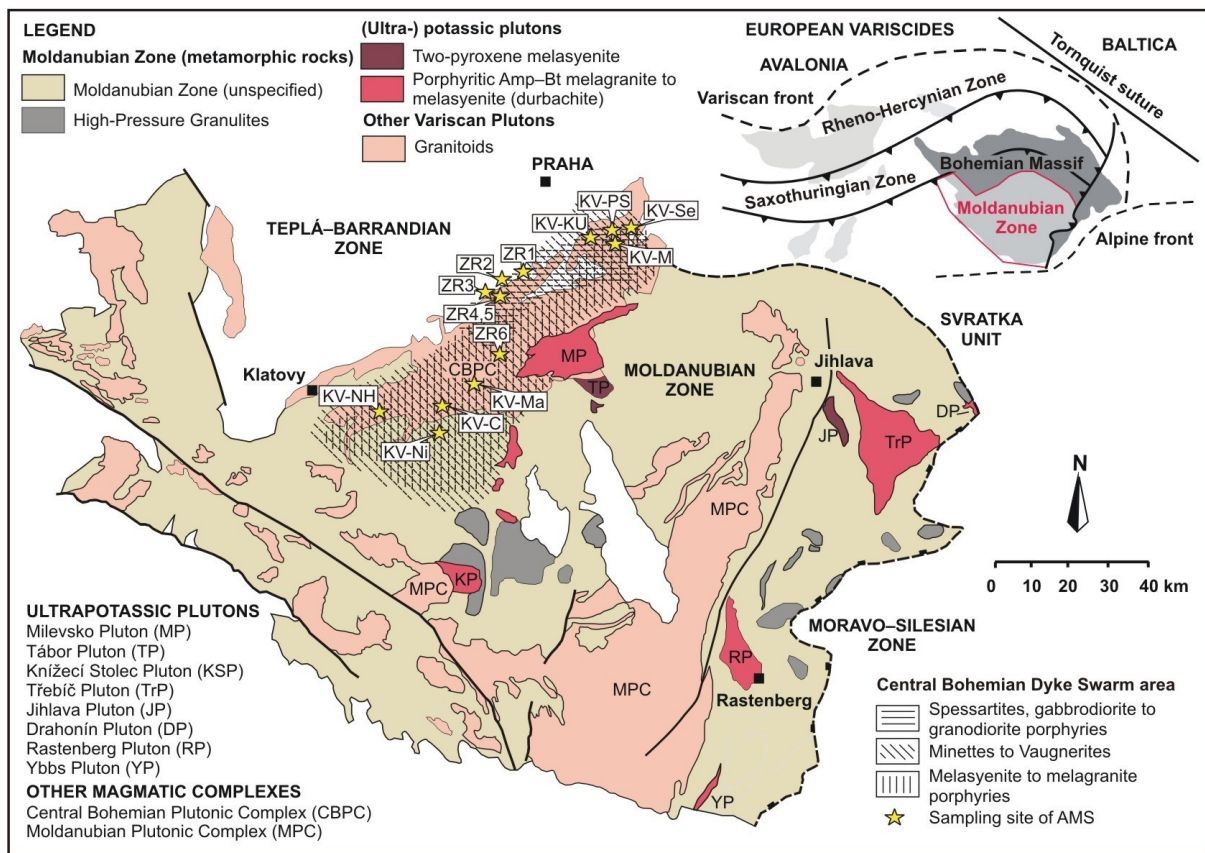 LEGEND
Moldanubian Zone (metamorphic rocks)
Moldanubian Zone (unspecified)
High-Pressure Granulites
(Ultra-) potassic plutons
Two-pyroxene melasyenite
Porphyritic Amp–Bt melagranite to
melasyenite (durbachite)
Other Variscan Plutons
Granitoids
EUROPEAN VARISCIDES
BALTICA
AVALONIA
Tornquist suture
Variscan front
Rheno-Hercynian Zone
Bohemian Massif
Saxothuringian Zone
Moldanubian
Zone
Alpine front
PRAHA
TEPLÁ–BARRANDIAN
ZONE
KV-PS
KV-Se
KV-KU
KV-M
ZR1
ZR2
ZR3
ZR4,5
ZR6
SVRATKA
UNIT
MP
MOLDANUBIAN
ZONE
Jihlava
Klatovy
CBPC
TP
KV-NH
KV-Ma
DP
KV-C
JP
TrP
KV-Ni
MPC
N
MPC
KP
0 10 20 30 40 km
MORAVO–SILESIAN
ZONE
RP
MPC
Rastenberg
YP
ULTRAPOTASSIC PLUTONS
Milevsko Pluton (MP)
Tábor Pluton (TP)
Knížecí Stolec Pluton (KSP)
Třebíč Pluton (TrP)
Jihlava Pluton (JP)
Drahonín Pluton (DP)
Rastenberg Pluton (RP)
Ybbs Pluton (YP)
OTHER MAGMATIC COMPLEXES
Central Bohemian Plutonic Complex (CBPC)
Moldanubian Plutonic Complex (MPC)
Central Bohemian Dyke Swarm area
Spessartites, gabbrodiorite to
granodiorite porphyries
Minettes to Vaugnerites
Melasyenite to melagranite
porphyries
Sampling site of AMS